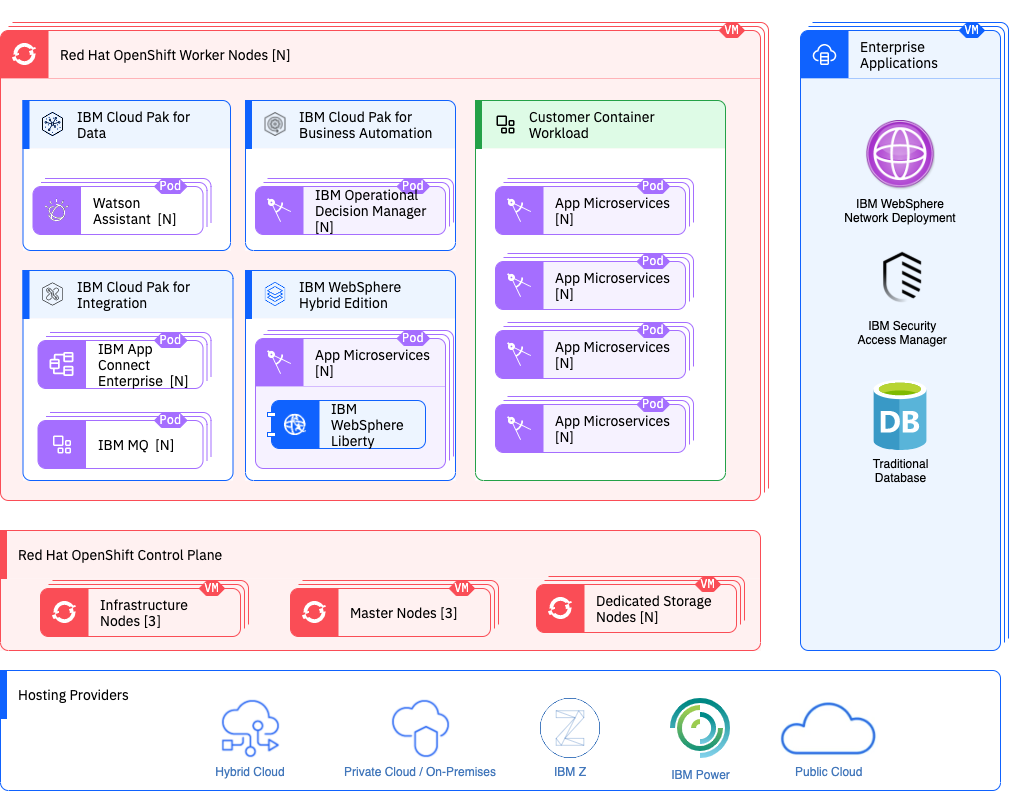 VM
Red Hat OpenShift Worker Nodes [N]
IBM Cloud Pak for
Data
Pod
Watson
Assistant [N]
IBM Cloud Pak for
Business Automation
Pod
IBM Operational
Decision Manager
[N]
Customer Container
Workload
Pod
App Microservices
[N]
Pod
App Microservices
[N]
Pod
App Microservices
[N]
Pod
App Microservices
[N]
IBM Cloud Pak for
Integration
Pod
IBM App
Connect
Enterprise [N]
Pod
IBM MQ [N]
IBM WebSphere
Hybrid Edition
Pod
App Microservices
[N]
IBM
WebSphere
Liberty
VM
Enterprise
Applications
IBM WebSphere
Network Deployment
IBM Security
Access Manager
DB
Traditional
Database
Red Hat OpenShift Control Plane
VM
Infrastructure
Nodes [3]
VM
Master Nodes [3]
VM
Dedicated Storage
Nodes [N]
Hosting Providers
Hybrid Cloud
Private Cloud / On-Premises
IBM Z
IBM Power
Public Cloud